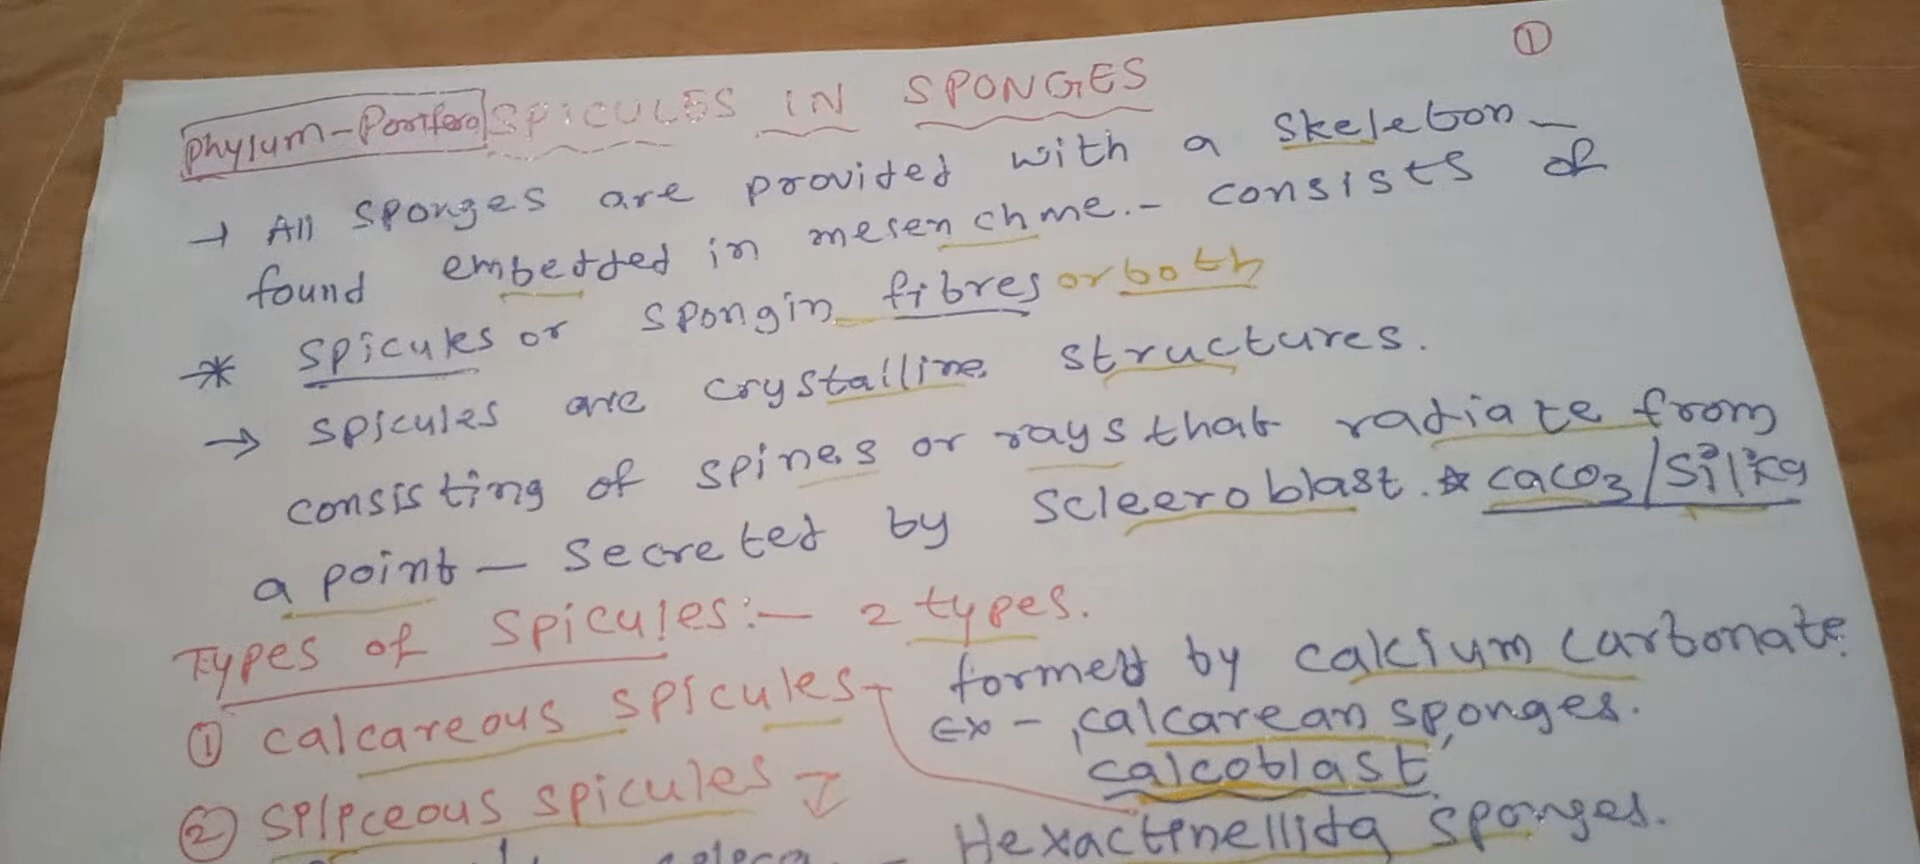 ①
Phylum-Porifera SPICULES IN SPONGES
→ All sponges are provided with a skeleton -
found embedded in mesenchme. - consists of
* spicules or spongin fibres or both
→ spicules are crystalline structures.
consisting of spines or rays that radiate from
a point - secreted by scleeroblast. * CaCO3/Silika
Types of spicules:- 2 types.
① calcareous spicules - formed by calcium carbonate.
Ex - calcarean sponges.
calcoblast
② Siliceous spicules
Hexactinellida sponges.